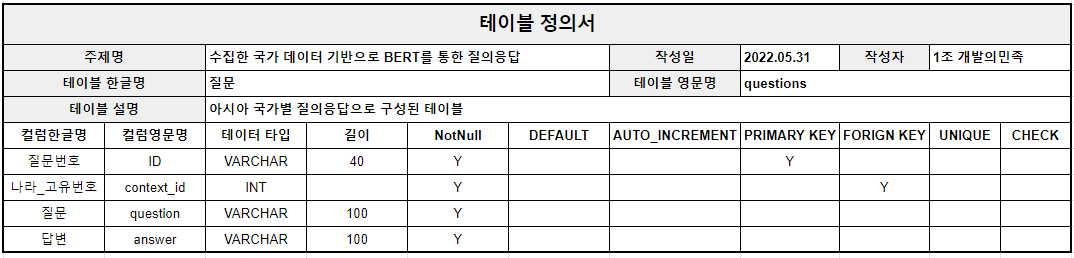 테이블 정의서
주제명 수집한 국가 데이터 기반으로 BERT를 통한 질의응답 작성일 2022.05.31 작성자 1조 개발의민족
테이블 한글명 질문 테이블 영문명 questions
테이블 설명 아시아 국가별 질의응답으로 구성된 테이블
컬럼한글명 컬럼영문명 테이터 타입 길이 NotNull DEFAULT AUTO_INCREMENT PRIMARY KEY FORIGN KEY UNIQUE CHECK
질문번호 ID VARCHAR 40 Y Y
나라_고유번호 context_id INT Y Y
질문 question VARCHAR 100 Y
답변 answer VARCHAR 100 Y